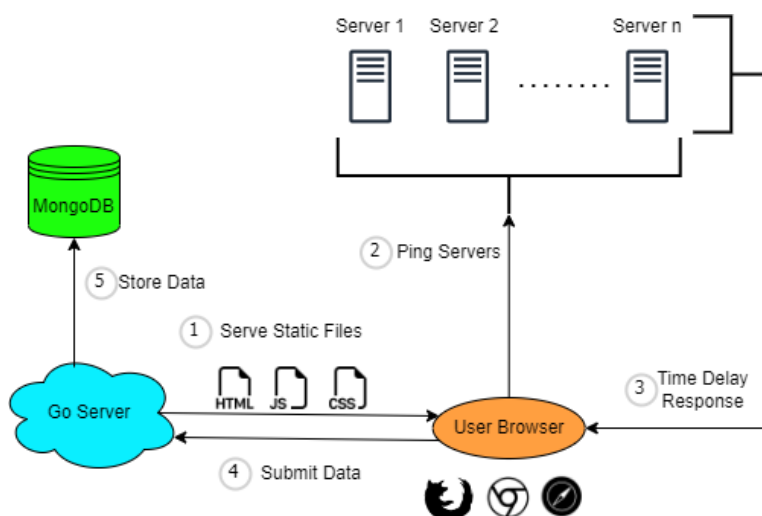 Server 1
Server 2
Server n
MongoDB
2 Ping Servers
5 Store Data
1 Serve Static Files
HTML
JS
CSS
3 Time Delay
Response
Go Server
User Browser
4 Submit Data